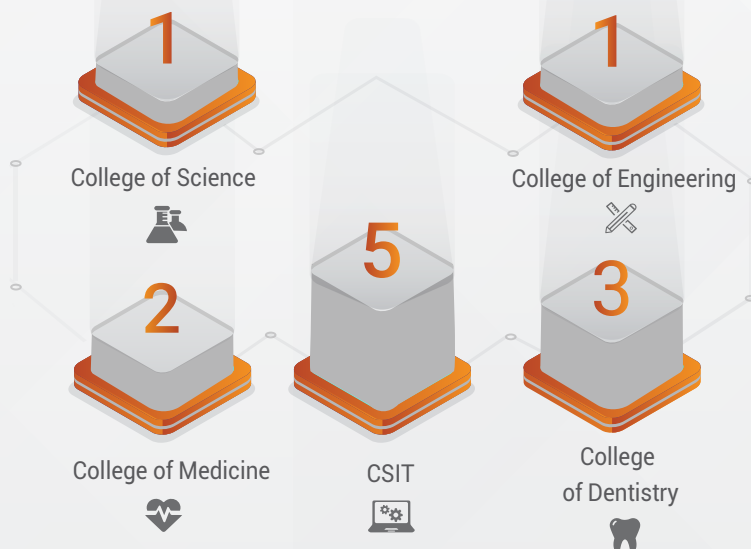 1
College of Science
1
College of Engineering
2
College of Medicine
5
CSIT
3
College
of Dentistry